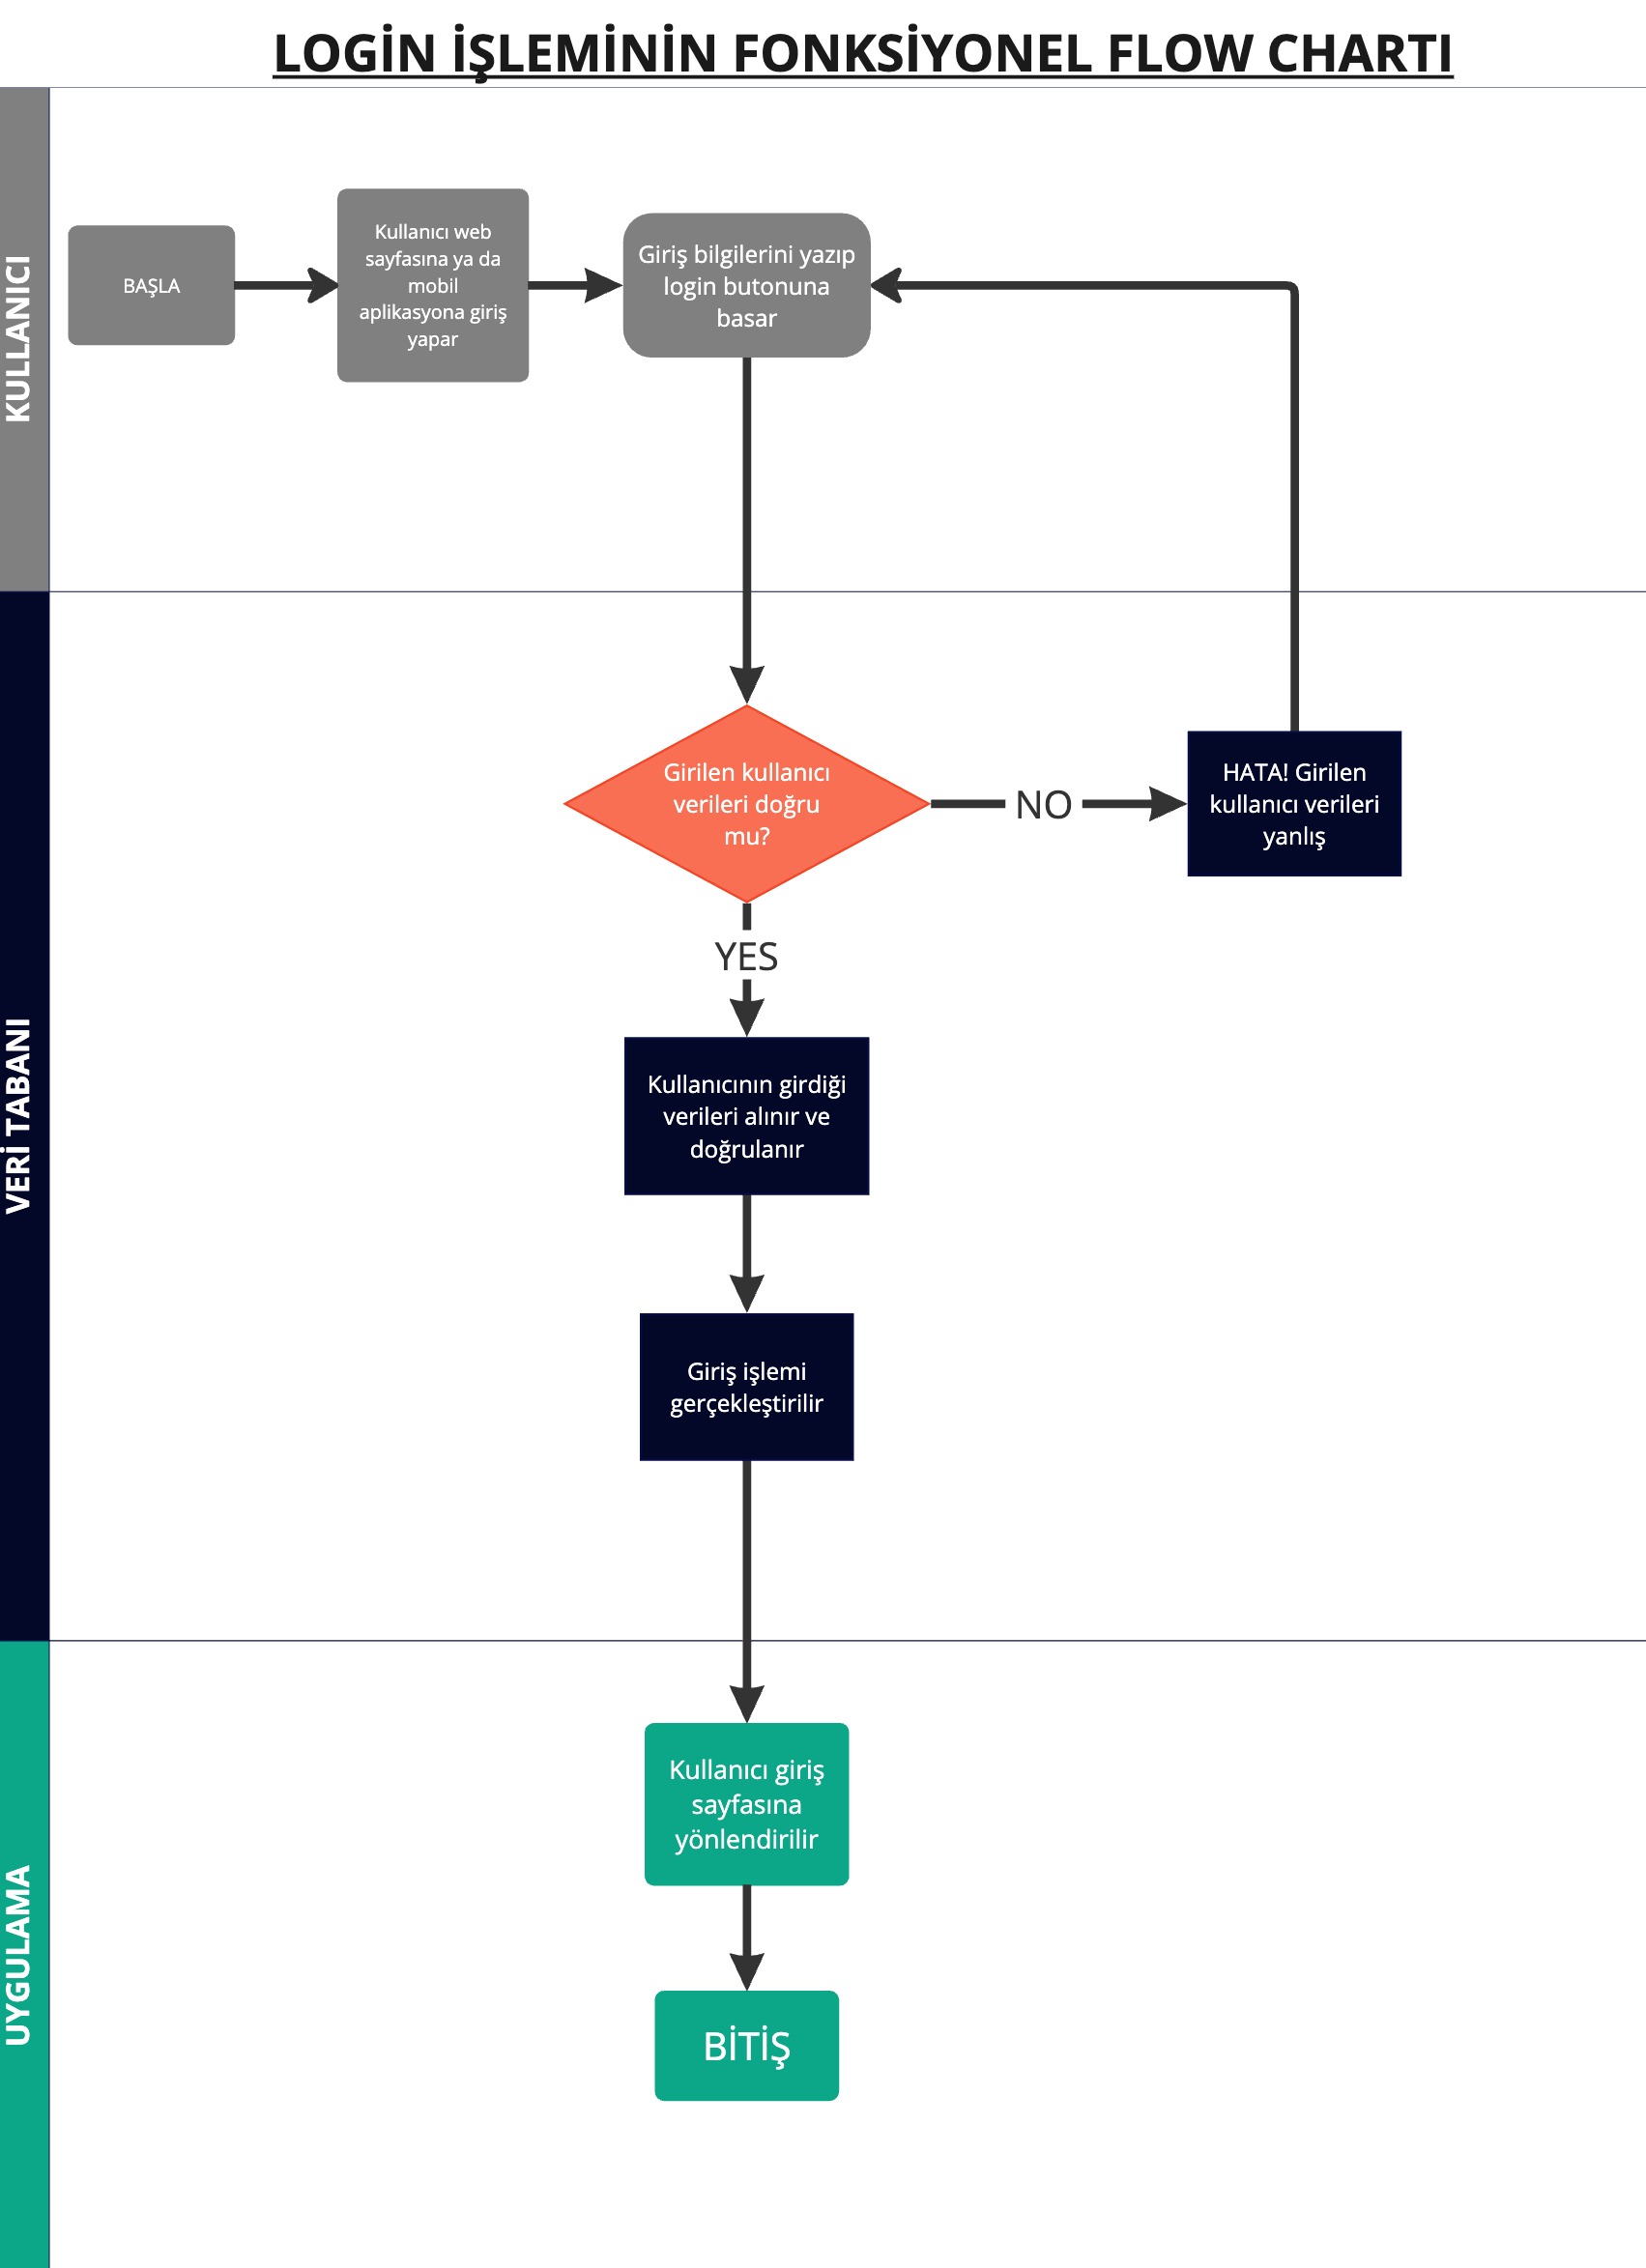 LOGİN İŞLEMİNİN FONKSİYONEL FLOW CHARTI
KULLANICI
BAŞLA
Kullanıcı web
sayfasına ya da
mobil
aplikasyona giriş
yapar
Giriş bilgilerini yazıp
login butonuna
basar
VERİ TABANI
Girilen kullanıcı
verileri doğru
mu?
NO
HATA! Girilen
kullanıcı verileri
yanlış
YES
Kullanıcının girdiği
verileri alınır ve
doğrulanır
Giriş işlemi
gerçekleştirilir
UYGULAMA
Kullanıcı giriş
sayfasına
yönlendirilir
BİTİŞ